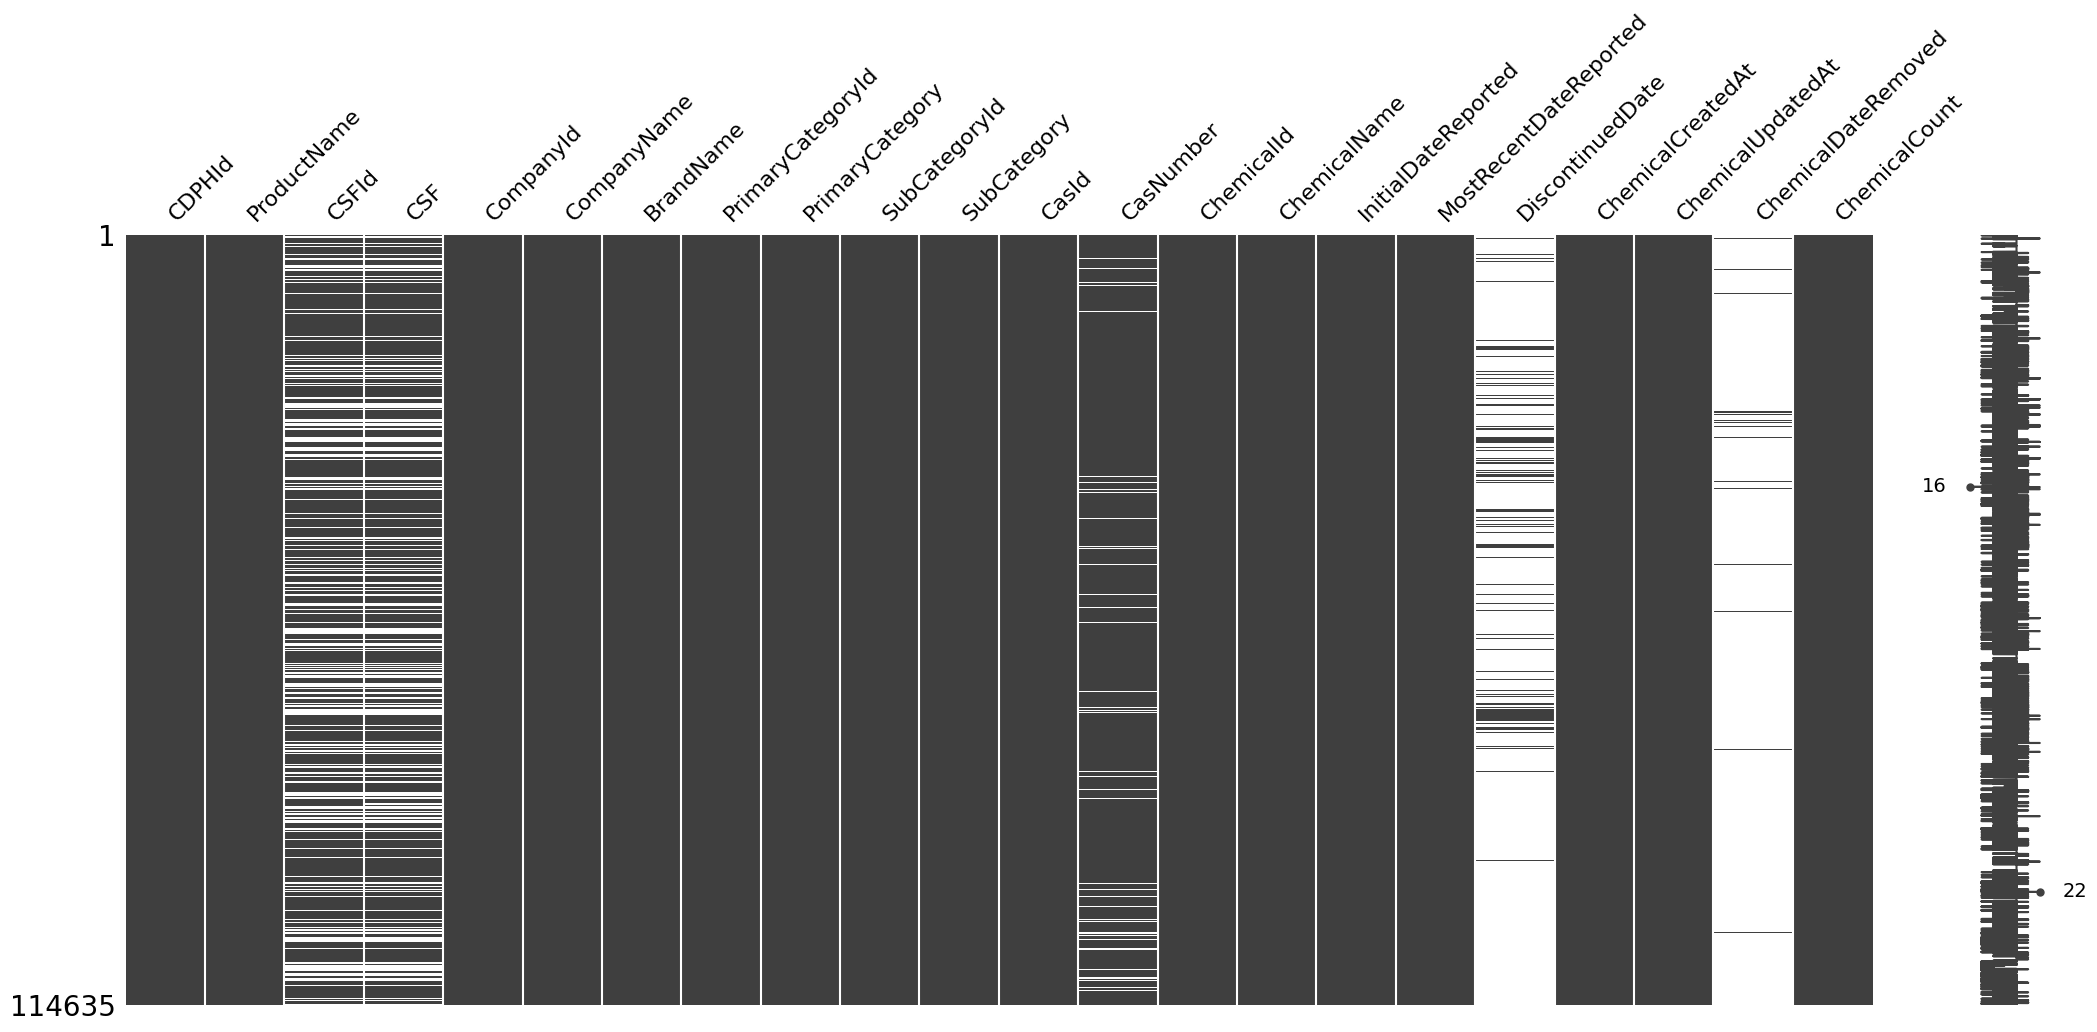 CDPHId
ProductName
CSFId
CSF
CompanyId
CompanyName
BrandName
PrimaryCategoryId
PrimaryCategory
SubCategoryId
SubCategory
CasId
CasNumber
ChemicalId
ChemicalName
InitialDateReported
MostRecentDateReported
DiscontinuedDate
ChemicalCreatedAt
ChemicalUpdatedAt
ChemicalDateRemoved
ChemicalCount
1
16
22
114635